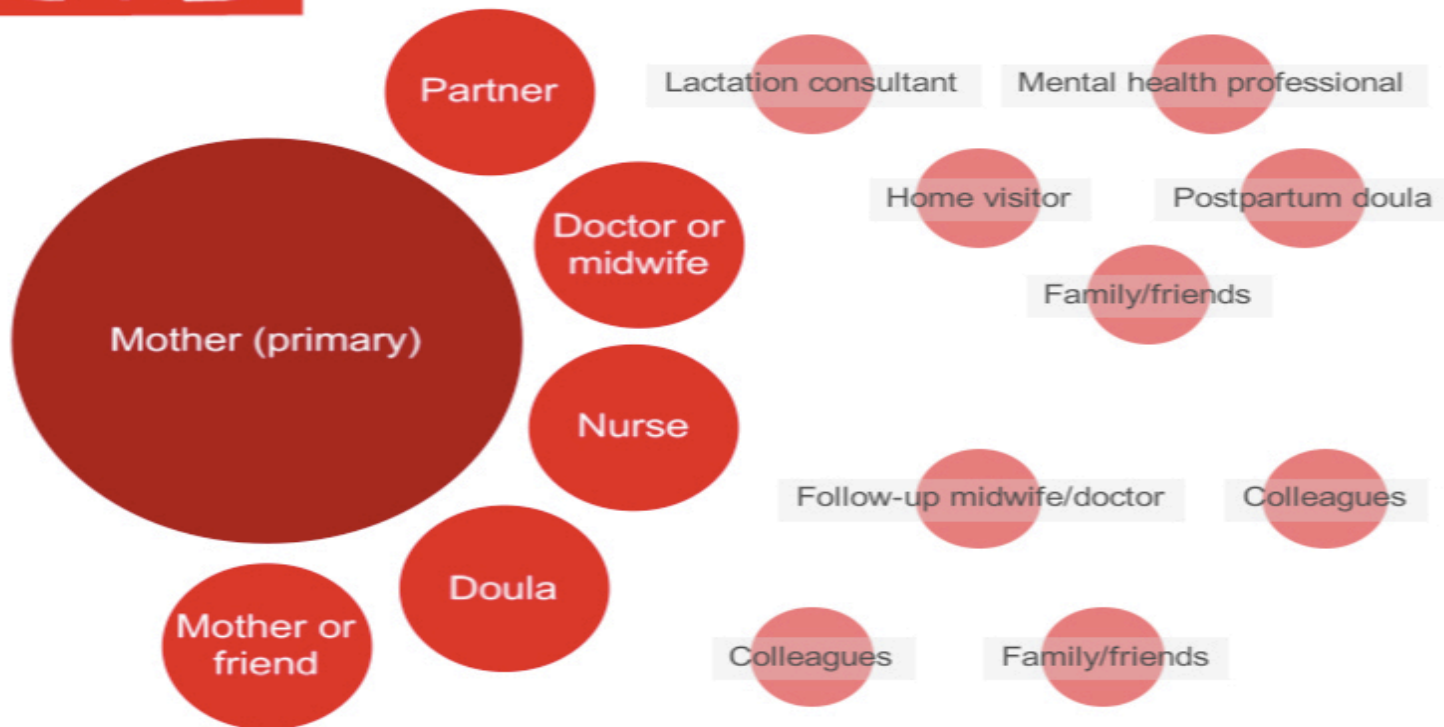 Partner
Lactation consultant
Mental health professional
Home visitor
Postpartum doula
Doctor or
midwife
Family/friends
Mother (primary)
Nurse
Follow-up midwife/doctor
Colleagues
Doula
Mother or
friend
Colleagues
Family/friends